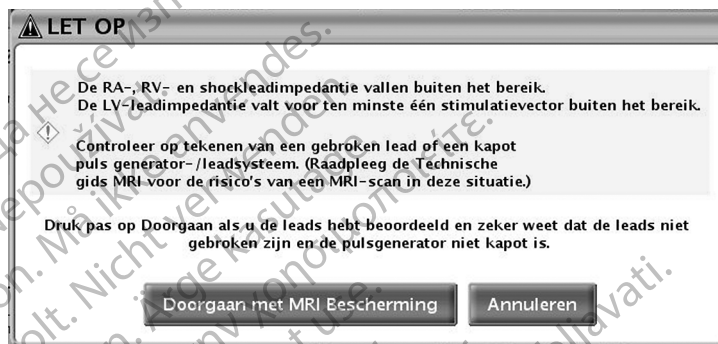 LET OP
De RA-, RV- en shockleadimpedantie vallen buiten het bereik.
De LV-leadimpedantie valt voor ten minste één stimulatievector buiten het bereik.
Controleer op tekenen van een gebroken lead of een kapot
puls generator-/leadsysteem. (Raadpleeg de Technische
gids MRI voor de risico's van een MRI-scan in deze situatie.)
Druk pas op Doorgaan als u de leads hebt beoordeeld en zeker weet dat de leads niet
gebroken zijn en de pulsgenerator niet kapot is.
Doorgaan met MRI Bescherming Annuleren